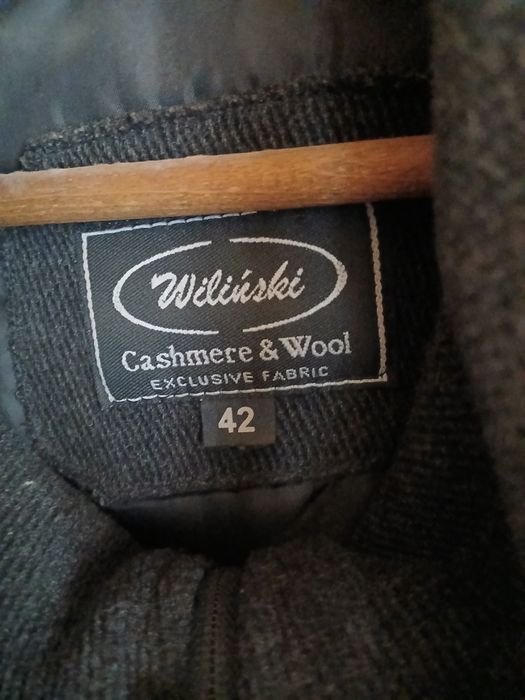 Wiliński
Cashmere & Wool
EXCLUSIVE FABRIC
42